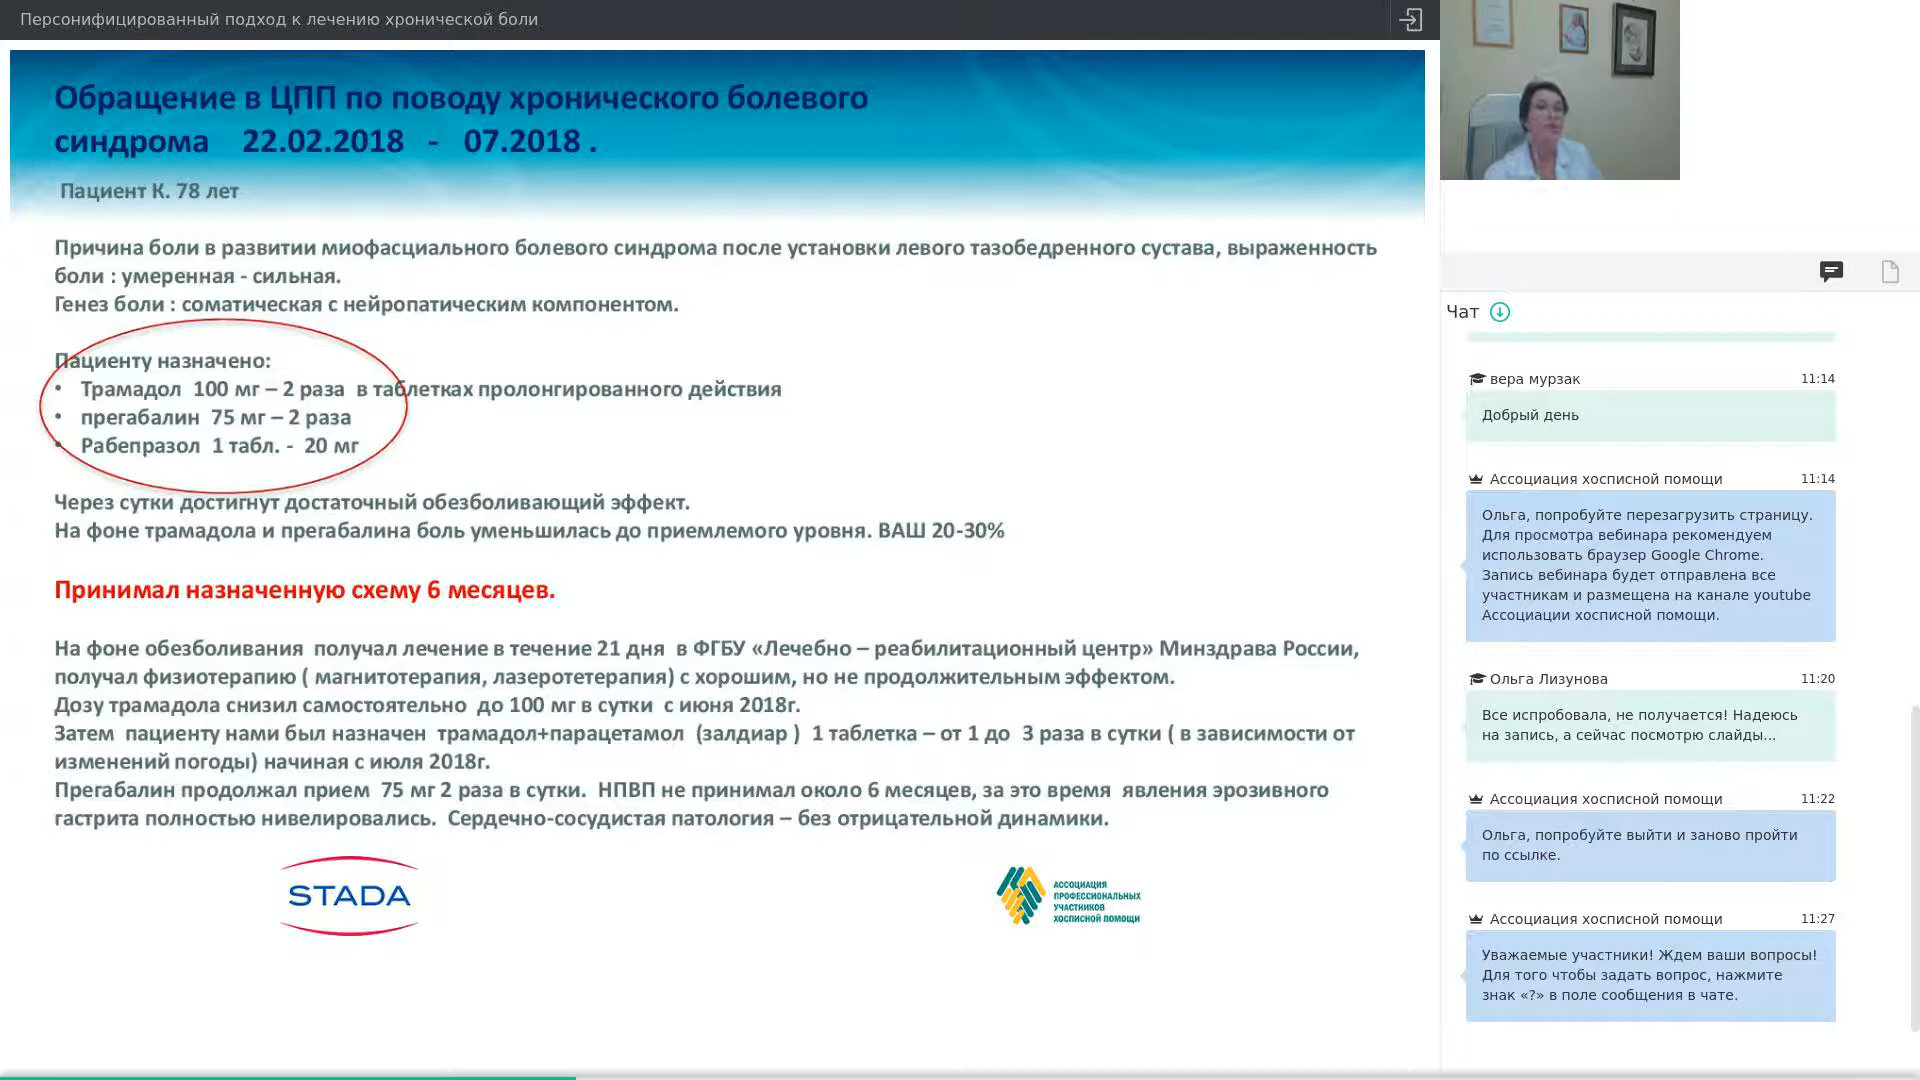 Персонифицированный подход к лечению хронической боли
Обращение в ЦПП по поводу хронического болевого
синдрома 22.02.2018 - 07.2018 .
Пациент К. 78 лет
Причина боли в развитии миофасциального болевого синдрома после установки левого тазобедренного сустава, выраженность
боли : умеренная - сильная.
Генез боли : соматическая с нейропатическим компонентом.
Пациенту назначено:
• Трамадол 100 мг – 2 раза в таблетках пролонгированного действия
• прегабалин 75 мг – 2 раза
• Рабепразол 1 табл. - 20 мг
Через сутки достигнут достаточный обезболивающий эффект.
На фоне трамадола и прегабалина боль уменьшилась до приемлемого уровня. ВАШ 20-30%
Принимал назначенную схему 6 месяцев.
На фоне обезболивания получал лечение в течение 21 дня в ФГБУ «Лечебно – реабилитационный центр» Минздрава России,
получал физиотерапию ( магнитотерапия, лазеротетерапия) с хорошим, но не продолжительным эффектом.
Дозу трамадола снизил самостоятельно до 100 мг в сутки с июня 2018г.
Затем пациенту нами был назначен трамадол+парацетамол (залдиар ) 1 таблетка – от 1 до 3 раза в сутки ( в зависимости от
изменений погоды) начиная с июля 2018г.
Прегабалин продолжал прием 75 мг 2 раза в сутки. НПВП не принимал около 6 месяцев, за это время явления эрозивного
гастрита полностью нивелировались. Сердечно-сосудистая патология – без отрицательной динамики.
STADA
АССОЦИАЦИЯ
ПРОФЕССИОНАЛЬНЫХ
УЧАСТНИКОВ
ХОСПИСНОЙ ПОМОЩИ
Чат
вера мурзак 11:14
Добрый день
Ассоциация хосписной помощи 11:14
Ольга, попробуйте перезагрузить страницу.
Для просмотра вебинара рекомендуем
использовать браузер Google Chrome.
Запись вебинара будет отправлена все
участникам и размещена на канале youtube
Ассоциации хосписной помощи.
Ольга Лизунова 11:20
Все испробовала, не получается! Надеюсь
на запись, а сейчас посмотрю слайды...
Ассоциация хосписной помощи 11:22
Ольга, попробуйте выйти и заново пройти
по ссылке.
Ассоциация хосписной помощи 11:27
Уважаемые участники! Ждем ваши вопросы!
Для того чтобы задать вопрос, нажмите
знак «?» в поле сообщения в чате.